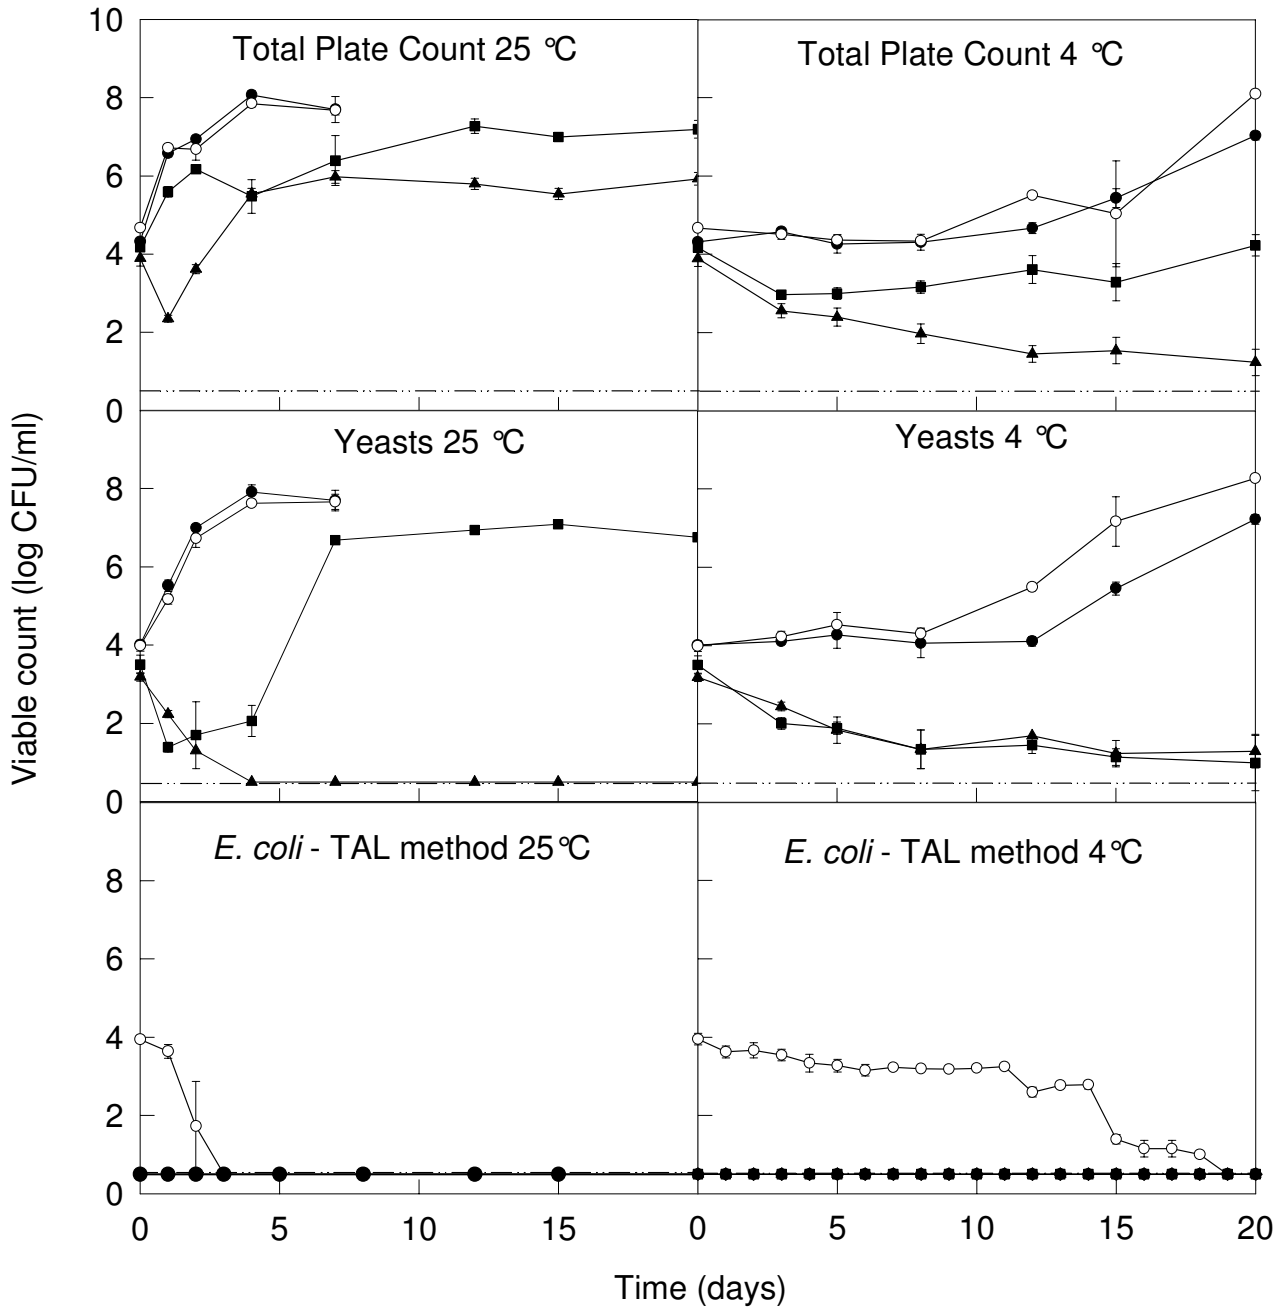 10
Total Plate Count 25 °C
Total Plate Count 4 °C
8
6
4
2
0
Yeasts 25 °C
Yeasts 4 °C
8
6
4
2
0
E. coli - TAL method 25°C
E. coli - TAL method 4°C
8
6
4
2
0
0 5 10 15 0 5 10 15 20
Time (days)
Viable count (log CFU/ml)